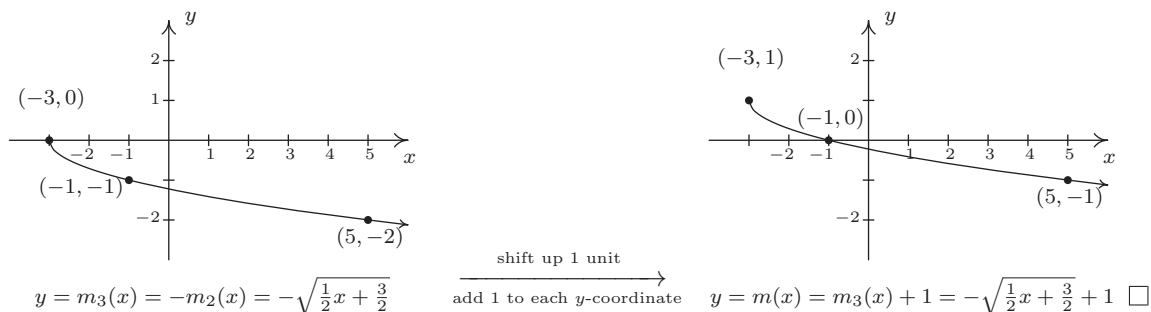 y
2
1
(−3, 0)
−2 −1 1 2 3 4 5
x
(−1, −1)
−2
(5, −2)
y = m₃(x) = −m₂(x) = −√(1/2 x + 3/2)
shift up 1 unit
add 1 to each y-coordinate
y
(−3, 1)
2
(−1, 0)
−2 −1 1 2 3 4 5
x
−2
(5, −1)
y = m(x) = m₃(x) + 1 = −√(1/2 x + 3/2) + 1 □